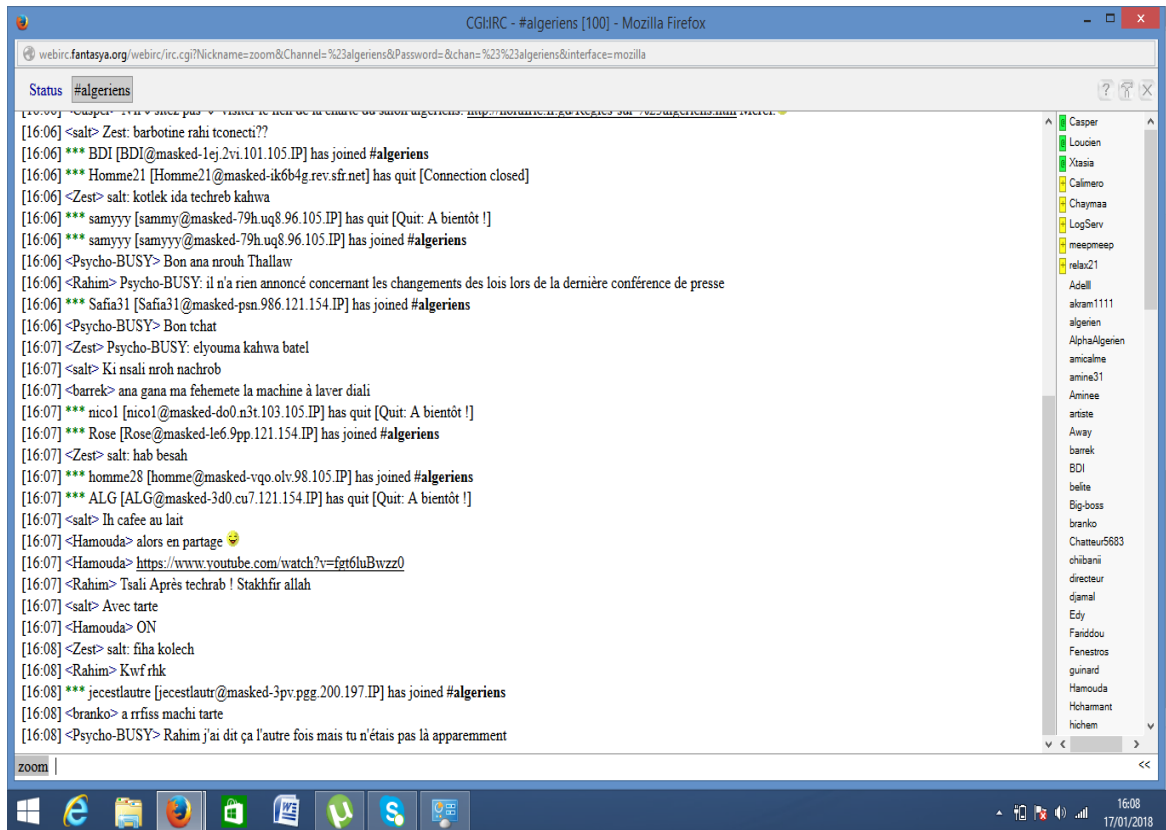 CGI:IRC - #algeriens [100] - Mozilla Firefox
webirc.fantasya.org/webirc/irc.cgi?Nickname=zoom&Channel=%23algeriens&Password=&chan=%23%23algeriens&interface=mozilla
Status #algeriens
[16:06] <salt> Zest: barbotine rahi tconecti??
[16:06] *** BDI [BDI@masked-1ej.2vi.101.105.IP] has joined #algeriens
[16:06] *** Homme21 [Homme21@masked-ik6b4g.rev.sfr.net] has quit [Connection closed]
[16:06] <Zest> salt: kotlek ida techreb kahwa
[16:06] *** samyyy [sammy@masked-79h.uq8.96.105.IP] has quit [Quit: A bientôt !]
[16:06] *** samyyy [samyyy@masked-79h.uq8.96.105.IP] has joined #algeriens
[16:06] <Psycho-BUSY> Bon ana nrouh Thallaw
[16:06] <Rahim> Psycho-BUSY: il n'a rien annoncé concernant les changements des lois lors de la dernière conférence de presse
[16:06] *** Safia31 [Safia31@masked-psn.986.121.154.IP] has joined #algeriens
[16:06] <Psycho-BUSY> Bon tchat
[16:07] <Zest> Psycho-BUSY: elyouma kahwa batel
[16:07] <salt> Ki nsali nroh nachrob
[16:07] <barrek> ana gana ma fehemete la machine à laver diali
[16:07] *** nico1 [nico1@masked-do0.n3t.103.105.IP] has quit [Quit: A bientôt !]
[16:07] *** Rose [Rose@masked-le6.9pp.121.154.IP] has joined #algeriens
[16:07] <Zest> salt: hab besah
[16:07] *** homme28 [homme@masked-vqo.olv.98.105.IP] has joined #algeriens
[16:07] *** ALG [ALG@masked-3d0.cu7.121.154.IP] has quit [Quit: A bientôt !]
[16:07] <salt> Ih cafee au lait
[16:07] <Hamouda> alors en partage
[16:07] <Hamouda> https://www.youtube.com/watch?v=fgt6luBwzz0
[16:07] <Rahim> Tsali Après techrab ! Stakhfir allah
[16:07] <salt> Avec tarte
[16:07] <Hamouda> ON
[16:08] <Zest> salt: fiha kolech
[16:08] <Rahim> Kwf rhk
[16:08] *** jecestlautre [jecestlautr@masked-3pv.pgg.200.197.IP] has joined #algeriens
[16:08] <branko> a rrfiss machi tarte
[16:08] <Psycho-BUSY> Rahim j'ai dit ça l'autre fois mais tu n'étais pas là apparemment
zoom
<<
Casper
Loucien
Xtasia
Calimero
Chaymaa
LogServ
meepmeep
relax21
Adelll
akram1111
algerien
AlphaAlgerien
amicalme
amine31
Aminee
artiste
Away
barrek
BDI
belite
Big-boss
branko
Chatteur5683
chiibanii
directeur
djamal
Edy
Fariddou
Fenestros
guinard
Hamouda
Hcharmant
hichem
16:08
17/01/2018